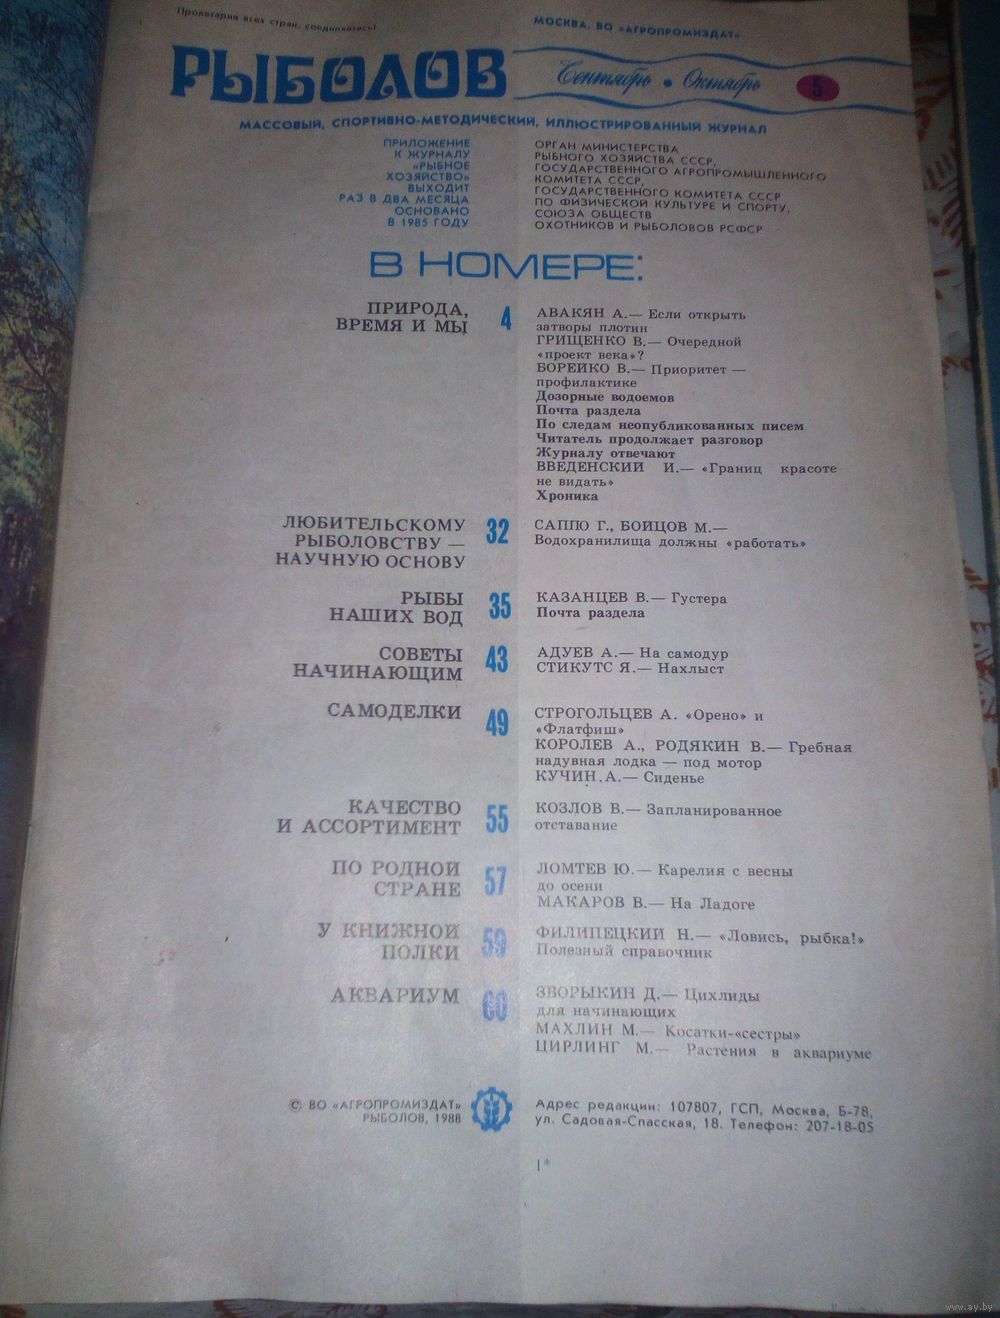 Пролетарии всех стран, соединяйтесь!
МОСКВА, ВО «АГРОПРОМИЗДАТ»
РЫБОЛОВ
Сентябрь • Октябрь
5
МАССОВЫЙ, СПОРТИВНО-МЕТОДИЧЕСКИЙ, ИЛЛЮСТРИРОВАННЫЙ ЖУРНАЛ
ПРИЛОЖЕНИЕ
К ЖУРНАЛУ
«РЫБНОЕ
ХОЗЯЙСТВО»
ВЫХОДИТ
РАЗ В ДВА МЕСЯЦА
ОСНОВАНО
В 1985 ГОДУ
ОРГАН МИНИСТЕРСТВА
РЫБНОГО ХОЗЯЙСТВА СССР,
ГОСУДАРСТВЕННОГО АГРОПРОМЫШЛЕННОГО
КОМИТЕТА СССР,
ГОСУДАРСТВЕННОГО КОМИТЕТА СССР
ПО ФИЗИЧЕСКОЙ КУЛЬТУРЕ И СПОРТУ,
СОЮЗА ОБЩЕСТВ
ОХОТНИКОВ И РЫБОЛОВОВ РСФСР
В НОМЕРЕ:
ПРИРОДА,
ВРЕМЯ И МЫ
4
АВАКЯН А.— Если открыть
затворы плотин
ГРИЩЕНКО В.— Очередной
«проект века»?
БОРЕЙКО В.— Приоритет —
профилактике
Дозорные водоемов
Почта раздела
По следам неопубликованных писем
Читатель продолжает разговор
Журналу отвечают
ВВЕДЕНСКИЙ И.— «Границ красоте
не видать»
Хроника
ЛЮБИТЕЛЬСКОМУ
РЫБОЛОВСТВУ —
НАУЧНУЮ ОСНОВУ
32
САППО Г., БОЙЦОВ М.—
Водохранилища должны «работать»
РЫБЫ
НАШИХ ВОД
35
КАЗАНЦЕВ В.— Густера
Почта раздела
СОВЕТЫ
НАЧИНАЮЩИМ
43
АДУЕВ А.— На самодур
СТИКУТС Я.— Нахлыст
САМОДЕЛКИ
49
СТРОГОЛЬЦЕВ А. «Орено» и
«Флатфиш»
КОРОЛЕВ А., РОДЯКИН В.— Гребная
надувная лодка — под мотор
КУЧИН А.— Сиденье
КАЧЕСТВО
И АССОРТИМЕНТ
55
КОЗЛОВ В.— Запланированное
отставание
ПО РОДНОЙ
СТРАНЕ
57
ЛОМТЕВ Ю.— Карелия с весны
до осени
МАКАРОВ В.— На Ладоге
У КНИЖНОЙ
ПОЛКИ
59
ФИЛИПЕЦКИЙ Н.— «Ловись, рыбка!»
Полезный справочник
АКВАРИУМ
60
ЗВОРЫКИН Д.— Цихлиды
для начинающих
МАХЛИН М.— Косатки-«сестры»
ЦИРЛИНГ М.— Растения в аквариуме
© ВО «АГРОПРОМИЗДАТ»
РЫБОЛОВ, 1988
Адрес редакции: 107807, ГСП, Москва, Б-78,
ул. Садовая-Спасская, 18. Телефон: 207-18-05
1*
www.ay.by